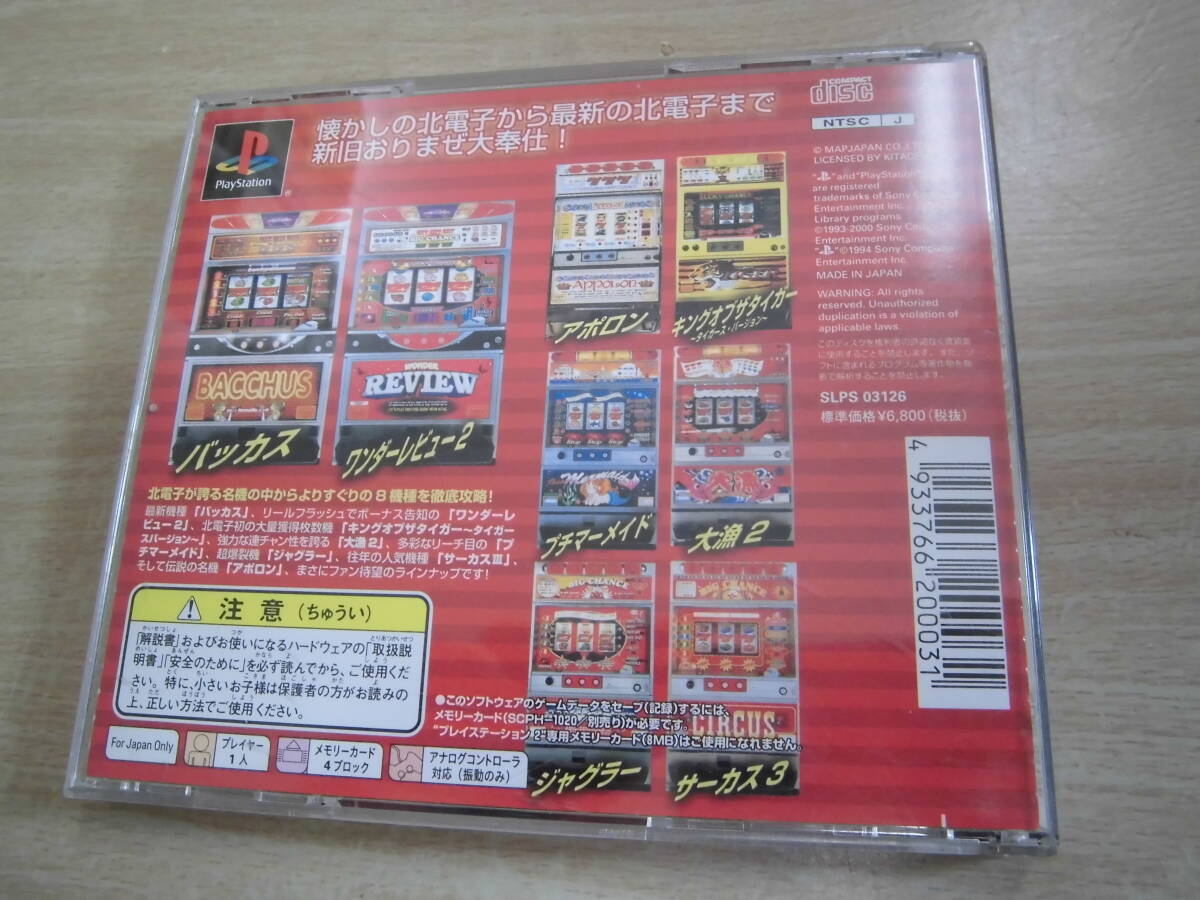 PlayStation
懐かしの北電子から最新の北電子まで
新旧おりまぜ大奉仕！
COMPACT
disc
NTSC J
© MAPJAPAN CO.,
LICENSED BY
"and"PlayStation"
are registered
trademarks of Sony
Entertainment Inc.
Library programs
©1993-2000 Sony
Entertainment Inc.
©1994 Sony
Entertainment Inc.
MADE IN JAPAN
WARNING: All rights
reserved. Unauthorized
duplication is a violation of
applicable laws.
SLPS 03126
標準価格¥6,800(税抜)
4 937662 000031
BACCHUS
バッカス
WONDER
REVIEW
ワンダーレビュー2
アポロン
キングオブザタイガー
～タイガース・バージョン～
Mermaid
プチマーメイド
大漁2
BIG CHANCE
ジャグラー
BIG CHANCE
CIRCUS
サーカス3
北電子が誇る名機の中からよりすぐりの8機種を徹底攻略!
最新機種「バッカス」、リールフラッシュでボーナス告知の「ワンダーレ
ビュー2」、北電子初の大量獲得枚数機「キングオブザタイガー～タイガー
スバージョン～」、強力な連チャン性を誇る「大漁2」、多彩なリーチ目の「プ
チマーメイド」、超爆裂機「ジャグラー」、往年の人気機種「サーカスⅢ」、
そして伝説の名機「アポロン」、まさにファン待望のラインナップです!
注意(ちゅうい)
「解説書」およびお使いになるハードウェアの「取扱説
明書」「安全のために」を必ず読んでから、ご使用くだ
さい。特に、小さいお子様は保護者の方がお読みの
上、正しい方法でご使用ください。
●このソフトウェアのゲームデータをセーブ(記録)するには、
メモリーカード(SCPH-1020/別売り)が必要です。
"プレイステーション 2"専用メモリーカード(8MB)はご使用になれません。
For Japan Only
プレイヤー
1人
メモリーカード
4ブロック
アナログコントローラ
対応(振動のみ)